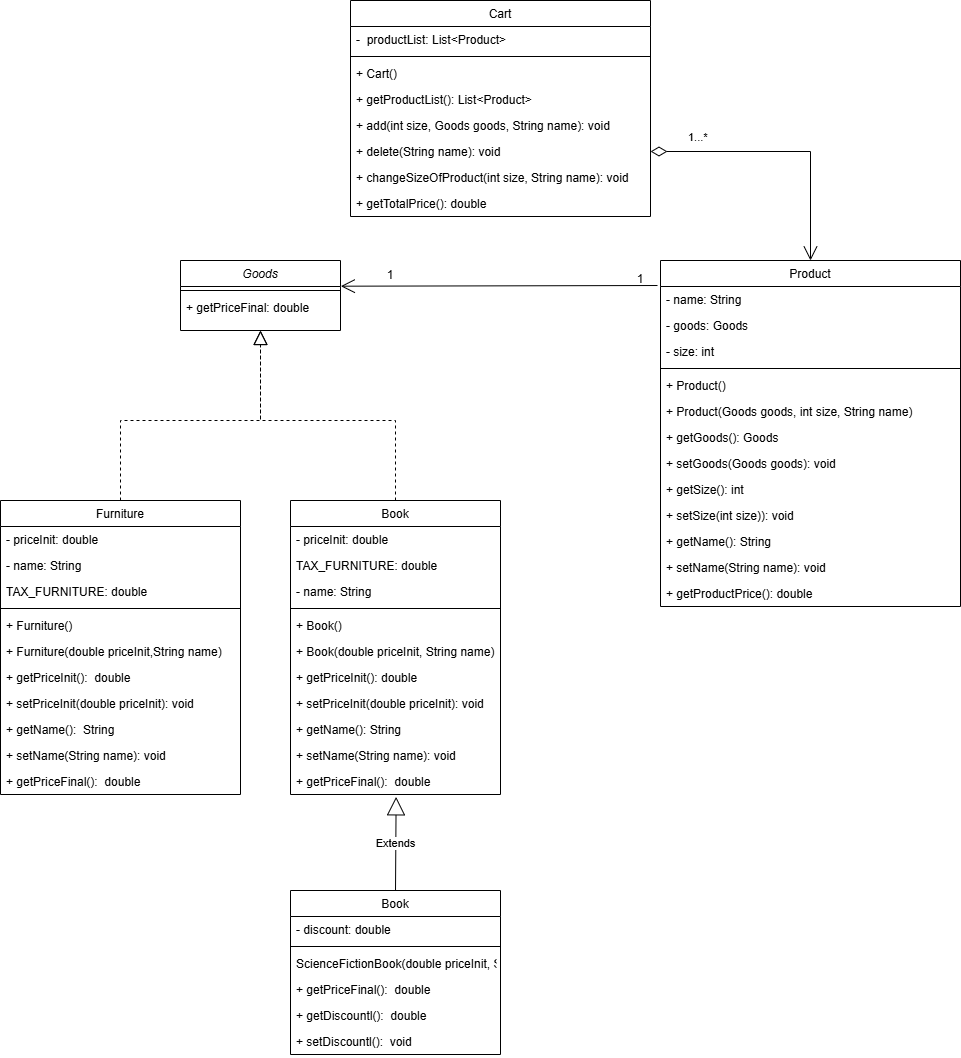 Cart
- productList: List<Product>
+ Cart()
+ getProductList(): List<Product>
+ add(int size, Goods goods, String name): void
+ delete(String name): void
+ changeSizeOfProduct(int size, String name): void
+ getTotalPrice(): double
1...*
Goods
+ getPriceFinal: double
1
1
Product
- name: String
- goods: Goods
- size: int
+ Product()
+ Product(Goods goods, int size, String name)
+ getGoods(): Goods
+ setGoods(Goods goods): void
+ getSize(): int
+ setSize(int size)): void
+ getName(): String
+ setName(String name): void
+ getProductPrice(): double
Furniture
- priceInit: double
- name: String
TAX_FURNITURE: double
+ Furniture()
+ Furniture(double priceInit,String name)
+ getPriceInit(): double
+ setPriceInit(double priceInit): void
+ getName(): String
+ setName(String name): void
+ getPriceFinal(): double
Book
- priceInit: double
TAX_FURNITURE: double
- name: String
+ Book()
+ Book(double priceInit, String name)
+ getPriceInit(): double
+ setPriceInit(double priceInit): void
+ getName(): String
+ setName(String name): void
+ getPriceFinal(): double
Extends
Book
- discount: double
ScienceFictionBook(double priceInit,
+ getPriceFinal(): double
+ getDiscountI(): double
+ setDiscountI(): void